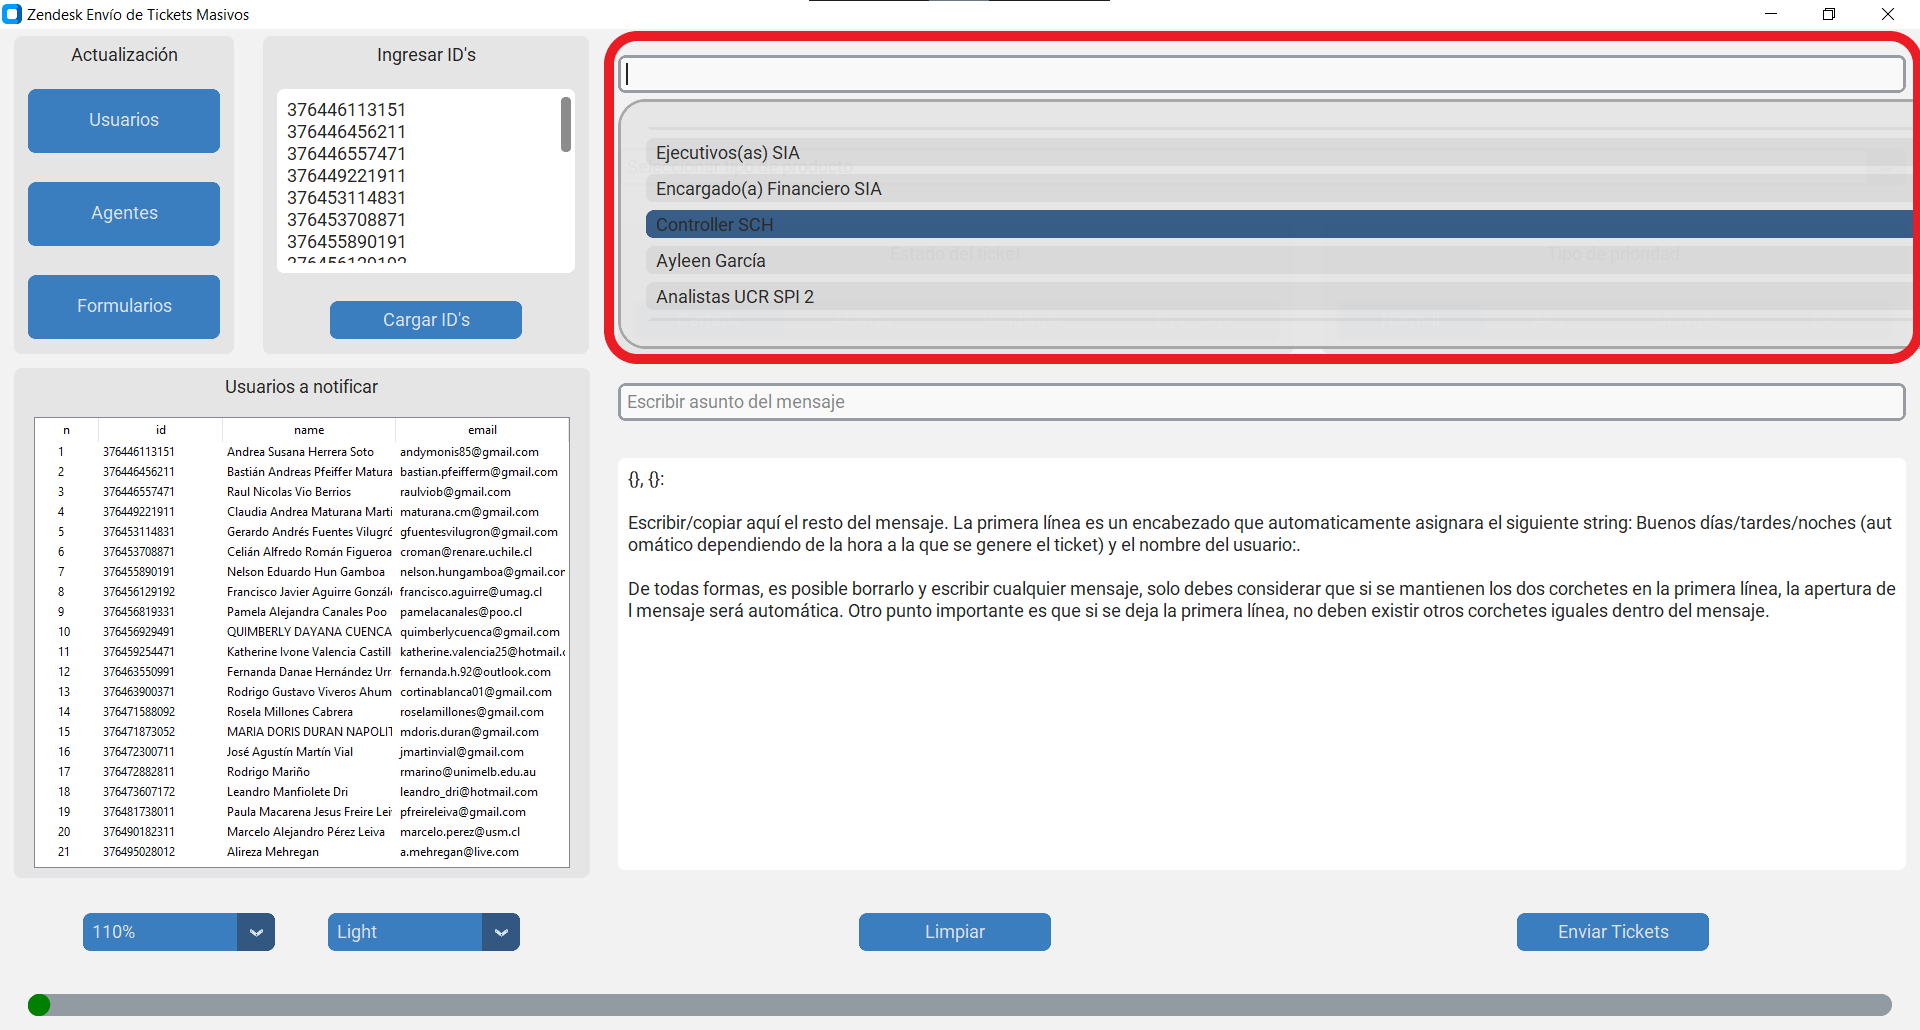 Zendesk Envío de Tickets Masivos
Actualización
Usuarios
Agentes
Formularios
Ingresar ID's
376446113151
376446456211
376446557471
376449221911
376453114831
376453708871
376455890191
376456129192
Cargar ID's
Ejecutivos(as) SIA
Seleccionar tipo de producto
Encargado(a) Financiero SIA
Controller SCH
Estado del ticket
Tipo de prioridad
Ayleen García
Analistas UCR SPI 2
Usuarios a notificar
n id name email
1 376446113151 Andrea Susana Herrera Soto andymonis85@gmail.com
2 376446456211 Bastián Andreas Pfeiffer Matura bastian.pfeifferm@gmail.com
3 376446557471 Raul Nicolas Vio Berrios raulviob@gmail.com
4 376449221911 Claudia Andrea Maturana Marti maturana.cm@gmail.com
5 376453114831 Gerardo Andrés Fuentes Vilugró gfuentesvilugron@gmail.com
6 376453708871 Celián Alfredo Román Figueroa croman@renare.uchile.cl
7 376455890191 Nelson Eduardo Hun Gamboa nelson.hungamboa@gmail.com
8 376456129192 Francisco Javier Aguirre Gonzále francisco.aguirre@umag.cl
9 376456819331 Pamela Alejandra Canales Poo pamelacanales@poo.cl
10 376456929491 QUIMBERLY DAYANA CUENCA quimberlycuenca@gmail.com
11 376459254471 Katherine Ivone Valencia Castill katherine.valencia25@hotmail.c
12 376463550991 Fernanda Danae Hernández Urr fernanda.h.92@outlook.com
13 376463900371 Rodrigo Gustavo Viveros Ahum cortinablanca01@gmail.com
14 376471588092 Rosela Millones Cabrera roselamillones@gmail.com
15 376471873052 MARIA DORIS DURAN NAPOLIT mdoris.duran@gmail.com
16 376472300711 José Agustín Martín Vial jmartinvial@gmail.com
17 376472882811 Rodrigo Mariño rmarino@unimelb.edu.au
18 376473607172 Leandro Manfiolete Dri leandro_dri@hotmail.com
19 376481738011 Paula Macarena Jesus Freire Lei pfreireleiva@gmail.com
20 376490182311 Marcelo Alejandro Pérez Leiva marcelo.perez@usm.cl
21 376495028012 Alireza Mehregan a.mehregan@live.com
Escribir asunto del mensaje
{}, {}:
Escribir/copiar aquí el resto del mensaje. La primera línea es un encabezado que automaticamente asignara el siguiente string: Buenos días/tardes/noches (aut
omático dependiendo de la hora a la que se genere el ticket) y el nombre del usuario:.
De todas formas, es posible borrarlo y escribir cualquier mensaje, solo debes considerar que si se mantienen los dos corchetes en la primera línea, la apertura de
l mensaje será automática. Otro punto importante es que si se deja la primera línea, no deben existir otros corchetes iguales dentro del mensaje.
110%
Light
Limpiar
Enviar Tickets